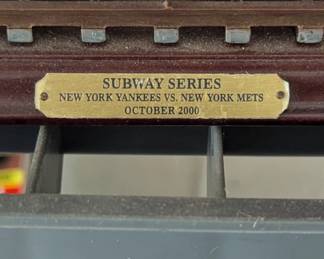 SUBWAY SERIES
NEW YORK YANKEES VS. NEW YORK METS
OCTOBER 2000